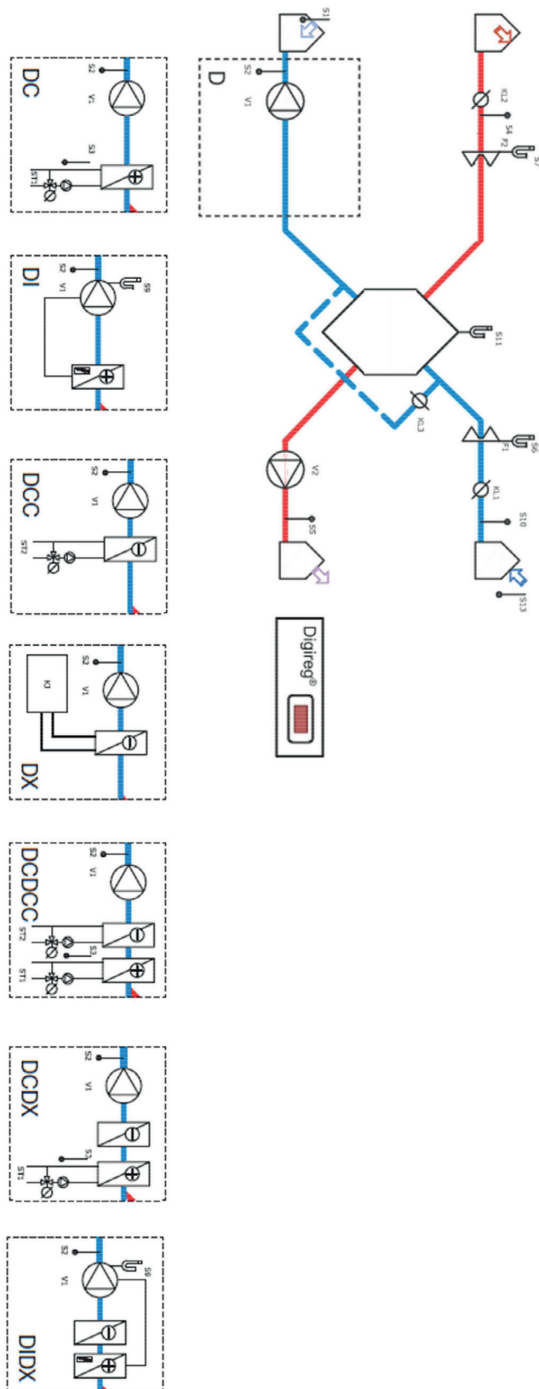 S7
F2
S4
KL2
S11
S6
F1
KL1
S10
S13
KL3
V2
S5
Digireg®
S1
S2
V1
D
S2
V1
S3
ST1
DC
S9
S2
V1
DI
S2
V1
ST2
DCC
S2
V1
KJ
DX
S2
V1
S3
ST2
ST1
DCDCC
S2
V1
S3
ST1
DCDX
S9
S2
V1
DIDX